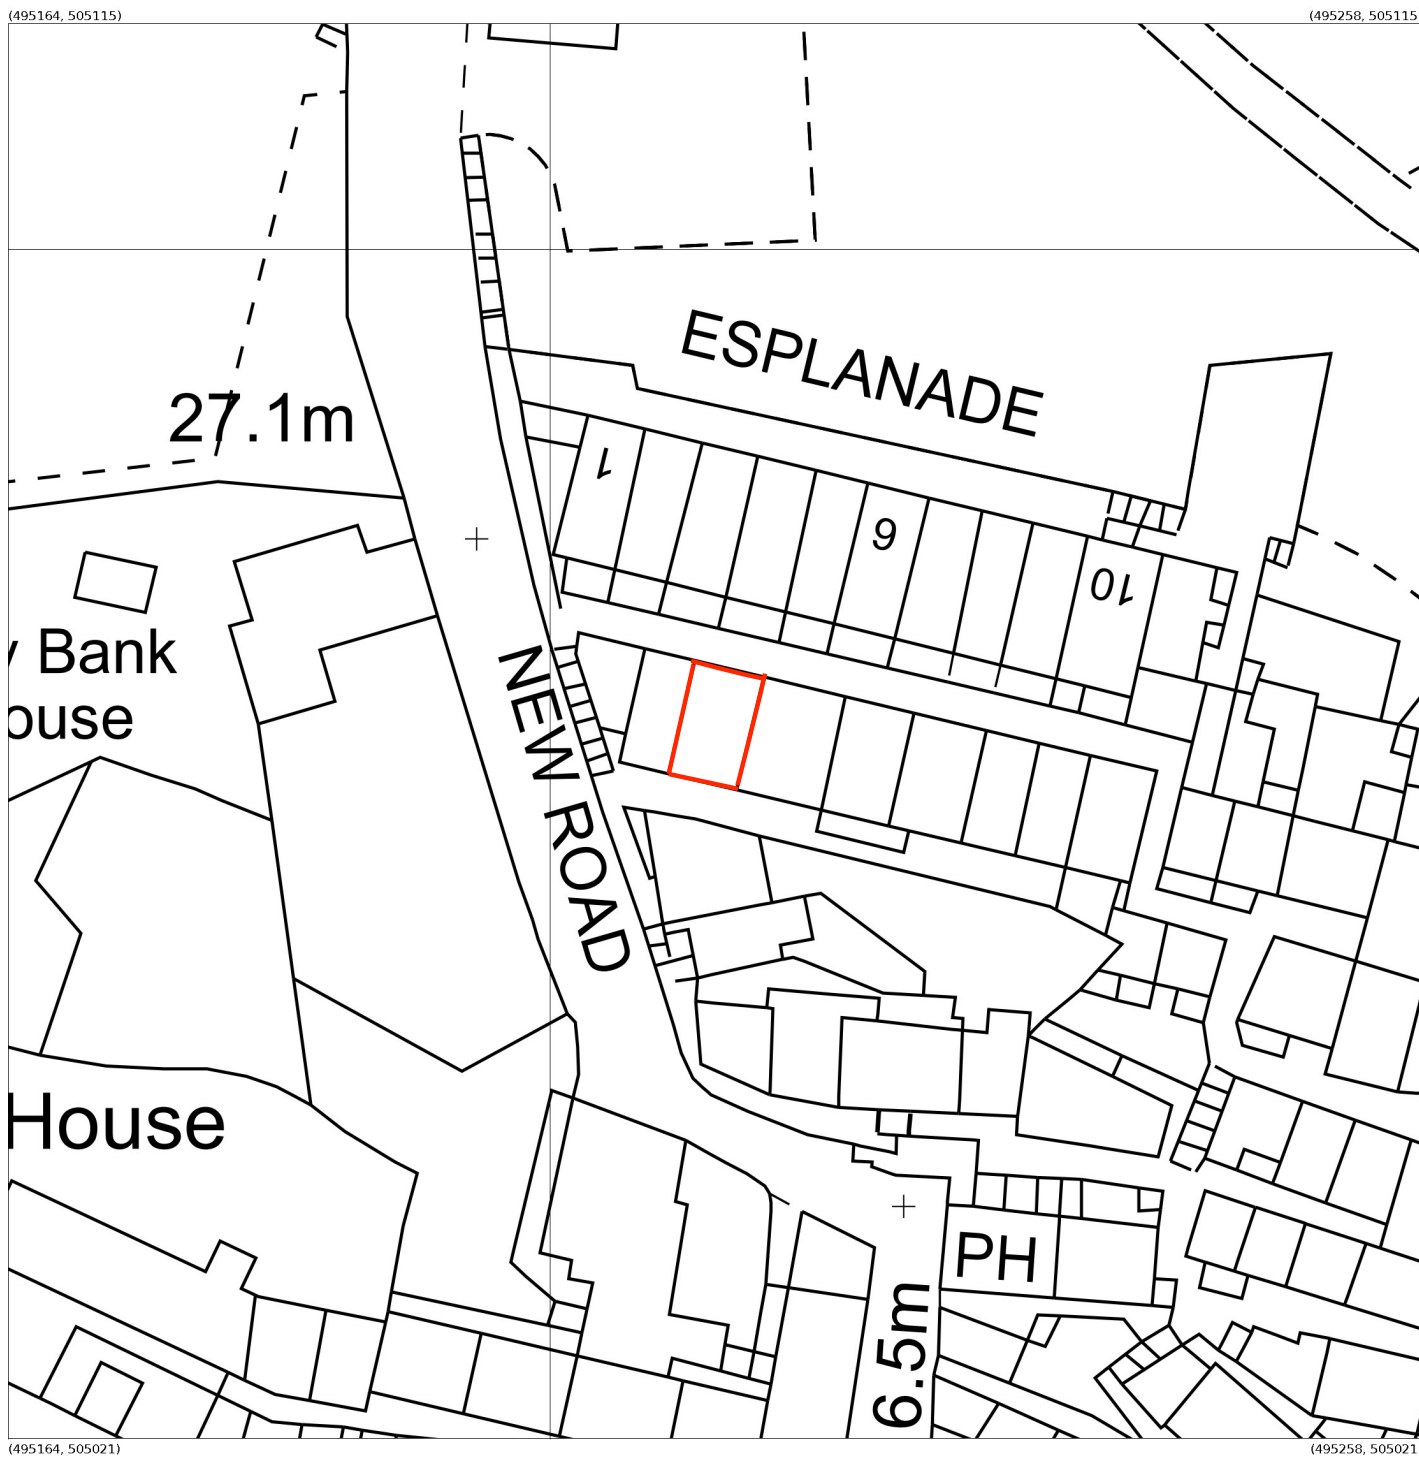 (495164, 505115)
(495258, 505115
ESPLANADE
27.1m
1
6
10
y Bank
ouse
NEW ROAD
House
PH
6.5m
(495164, 505021)
(495258, 505021